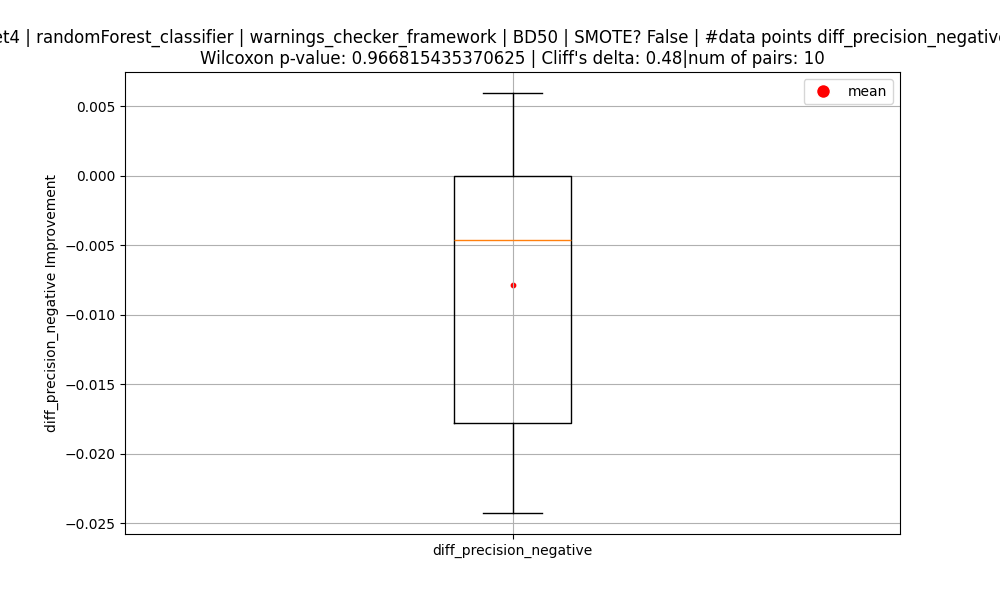 et4 | randomForest_classifier | warnings_checker_framework | BD50 | SMOTE? False | #data points diff_precision_negative
Wilcoxon p-value: 0.966815435370625 | Cliff's delta: 0.48|num of pairs: 10
mean
0.005
0.000
−0.005
−0.010
−0.015
−0.020
−0.025
diff_precision_negative Improvement
diff_precision_negative